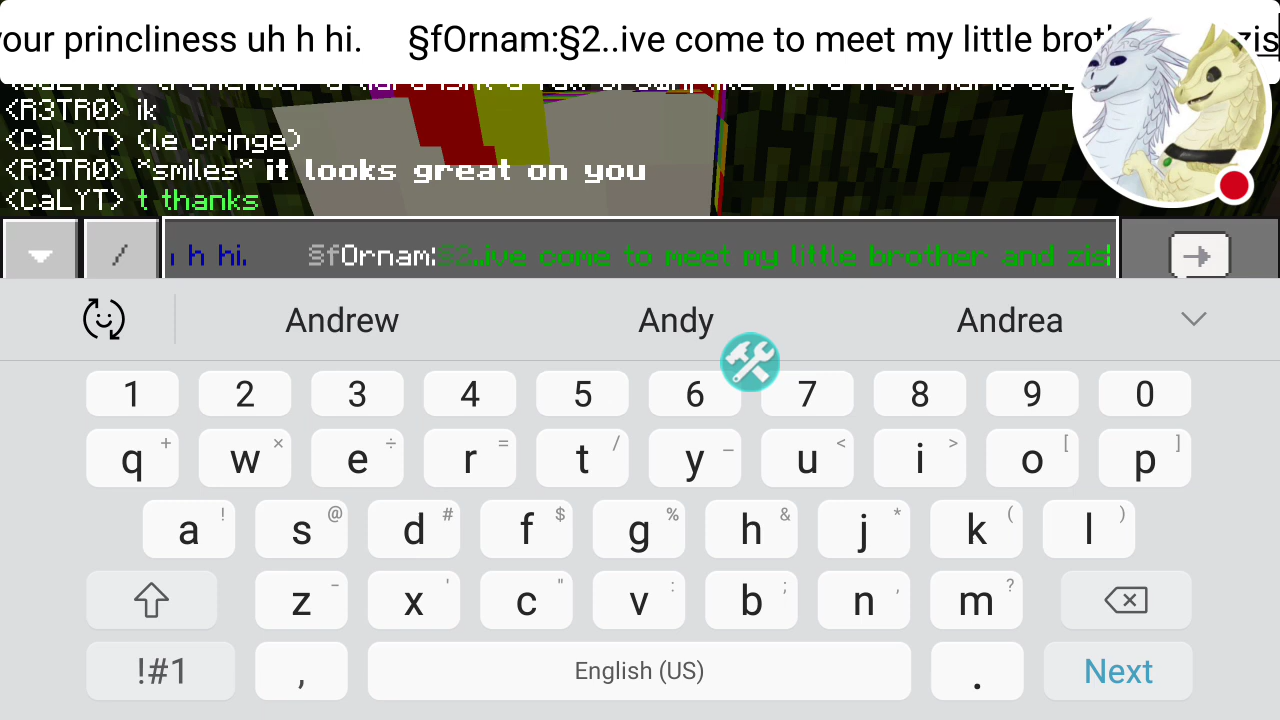 our princliness uh h hi. §fOrnam:§2..ive come to meet my little brot zis
<R3TR0> ik
<CaLYT> (le cringe)
<R3TR0> *smiles* it looks great on you
<CaLYT> t thanks
/ h hi. §fOrnam:§2..ive come to meet my little brother and zis
Andrew Andy Andrea
1 2 3 4 5 6 7 8 9 0
q + w × e ÷ r = t / y _ u < i > o [ p ]
a ! s @ d # f $ g % h & j * k ( l )
z - x ' c " v : b ; n , m ?
!#1 , English (US) . Next